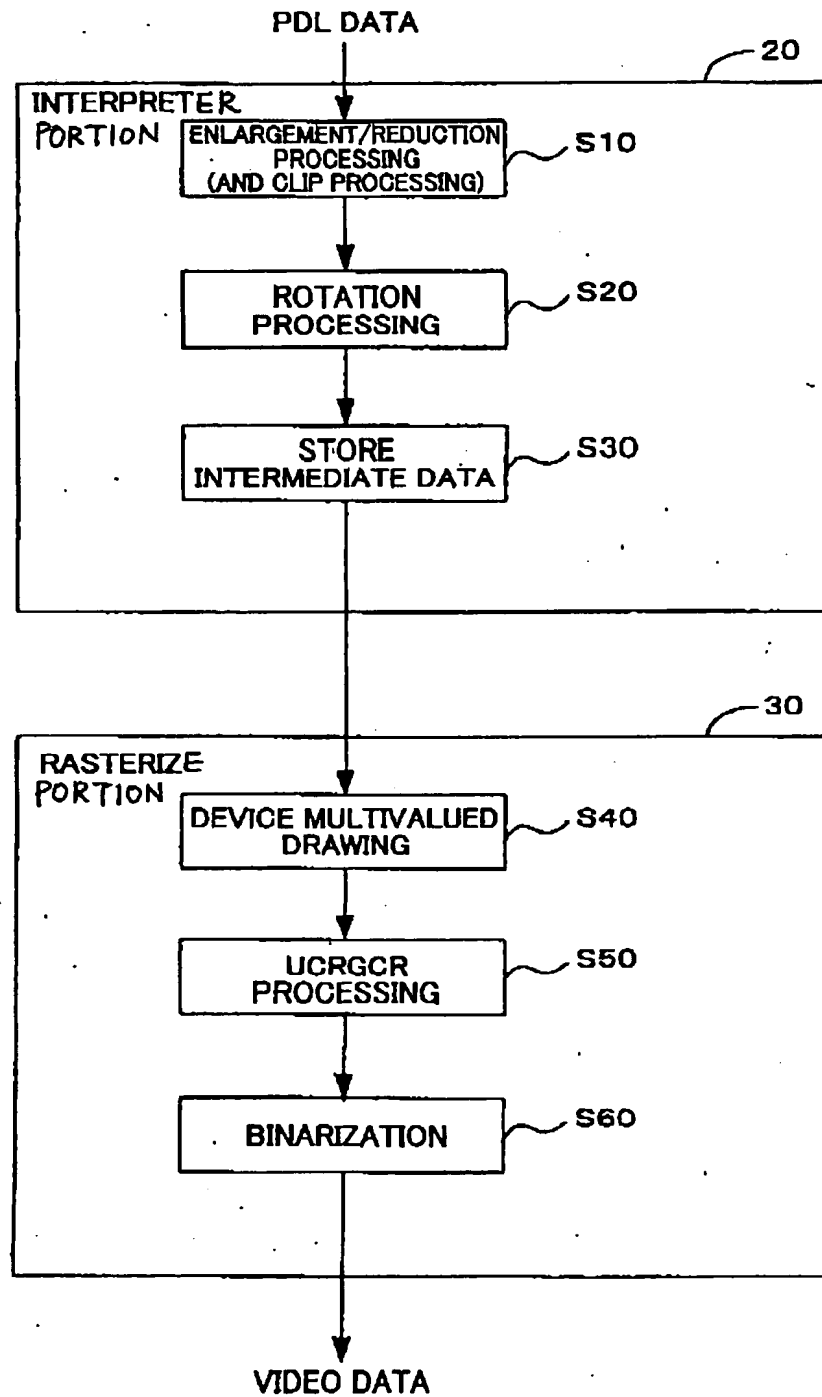 PDL DATA
20
INTERPRETER
PORTION
ENLARGEMENT/REDUCTION
PROCESSING
(AND CLIP PROCESSING)
S10
ROTATION
PROCESSING
S20
STORE
INTERMEDIATE DATA
S30
30
RASTERIZE
PORTION
DEVICE MULTIVALUED
DRAWING
S40
UCRGCR
PROCESSING
S50
BINARIZATION
S60
VIDEO DATA